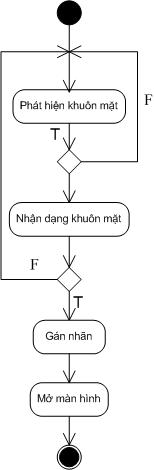 Phát hiện khuôn mặt
F
T
Nhận dạng khuôn mặt
F
T
Gán nhãn
Mở màn hình